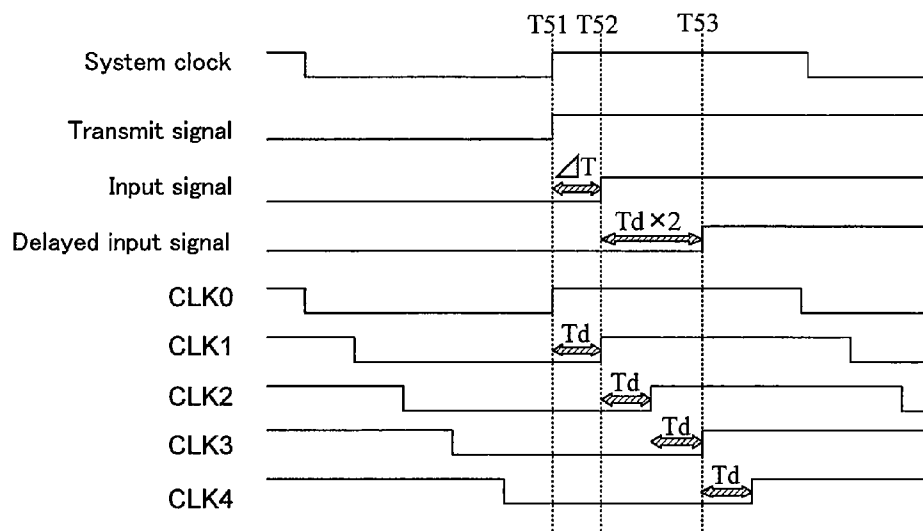 T51 T52 T53
System clock
Transmit signal
⊿T
Input signal
Td×2
Delayed input signal
CLK0
Td
CLK1
Td
CLK2
Td
CLK3
Td
CLK4